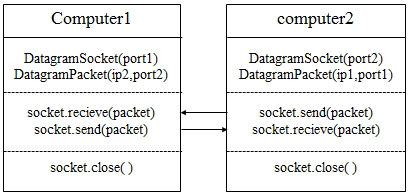 Computer1
DatagramSocket(port1)
DatagramPacket(ip2,port2)
socket.recieve(packet)
socket.send(packet)
socket.close( )
computer2
DatagramSocket(port2)
DatagramPacket(ip1,port1)
socket.send(packet)
socket.recieve(packet)
socket.close( )